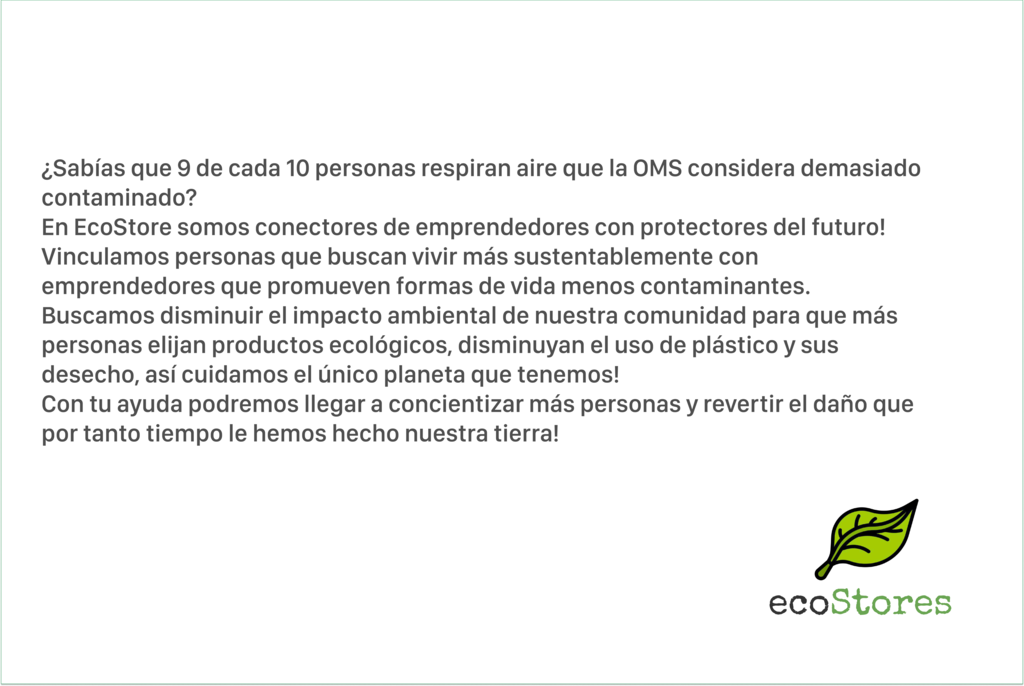 ¿Sabías que 9 de cada 10 personas respiran aire que la OMS considera demasiado
contaminado?
En EcoStore somos conectores de emprendedores con protectores del futuro!
Vinculamos personas que buscan vivir más sustentablemente con
emprendedores que promueven formas de vida menos contaminantes.
Buscamos disminuir el impacto ambiental de nuestra comunidad para que más
personas elijan productos ecológicos, disminuyan el uso de plástico y sus
desecho, así cuidamos el único planeta que tenemos!
Con tu ayuda podremos llegar a concientizar más personas y revertir el daño que
por tanto tiempo le hemos hecho nuestra tierra!
ecoStores